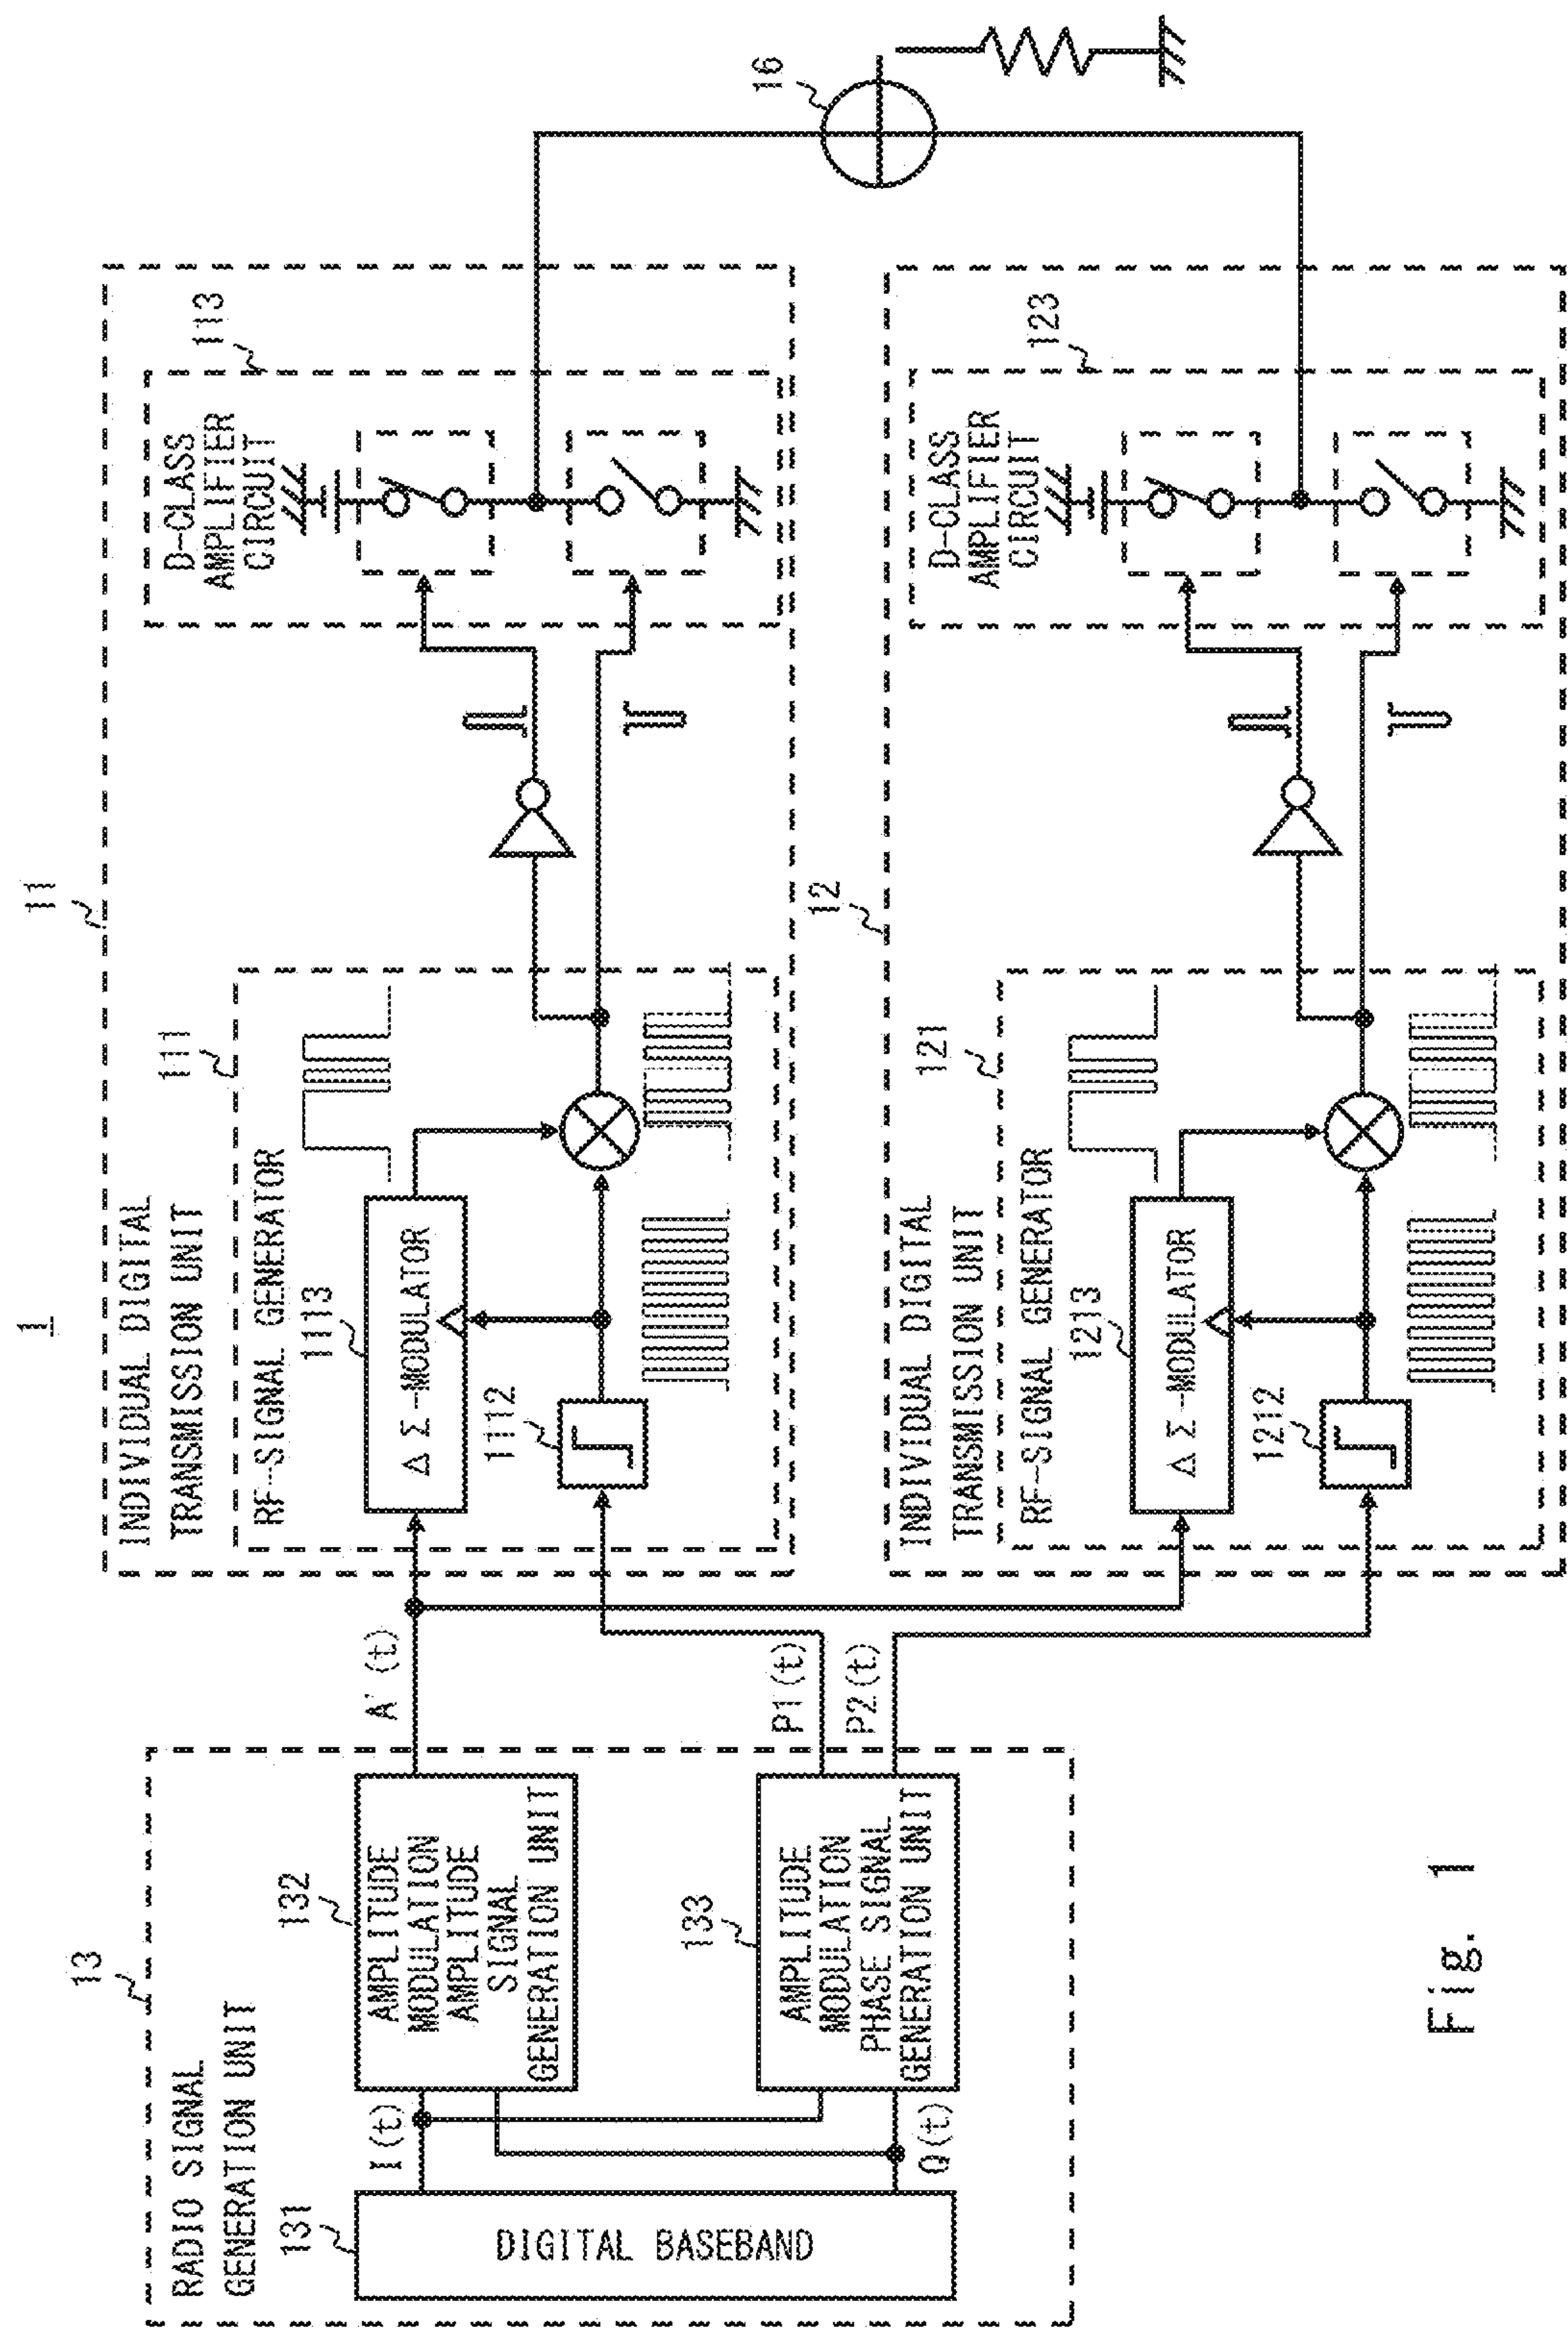 1
13
RADIO SIGNAL
GENERATION UNIT
131
DIGITAL BASEBAND
I(t)
Q(t)
132
AMPLITUDE
MODULATION
AMPLITUDE
SIGNAL
GENERATION UNIT
133
AMPLITUDE
MODULATION
PHASE SIGNAL
GENERATION UNIT
A'(t)
P1(t)
P2(t)
11
INDIVIDUAL DIGITAL
TRANSMISSION UNIT
111
RF-SIGNAL GENERATOR
1113
ΔΣ-MODULATOR
1112
113
D-CLASS
AMPLIFIER
CIRCUIT
12
INDIVIDUAL DIGITAL
TRANSMISSION UNIT
121
RF-SIGNAL GENERATOR
1213
ΔΣ-MODULATOR
1212
123
D-CLASS
AMPLIFIER
CIRCUIT
16
Fig. 1